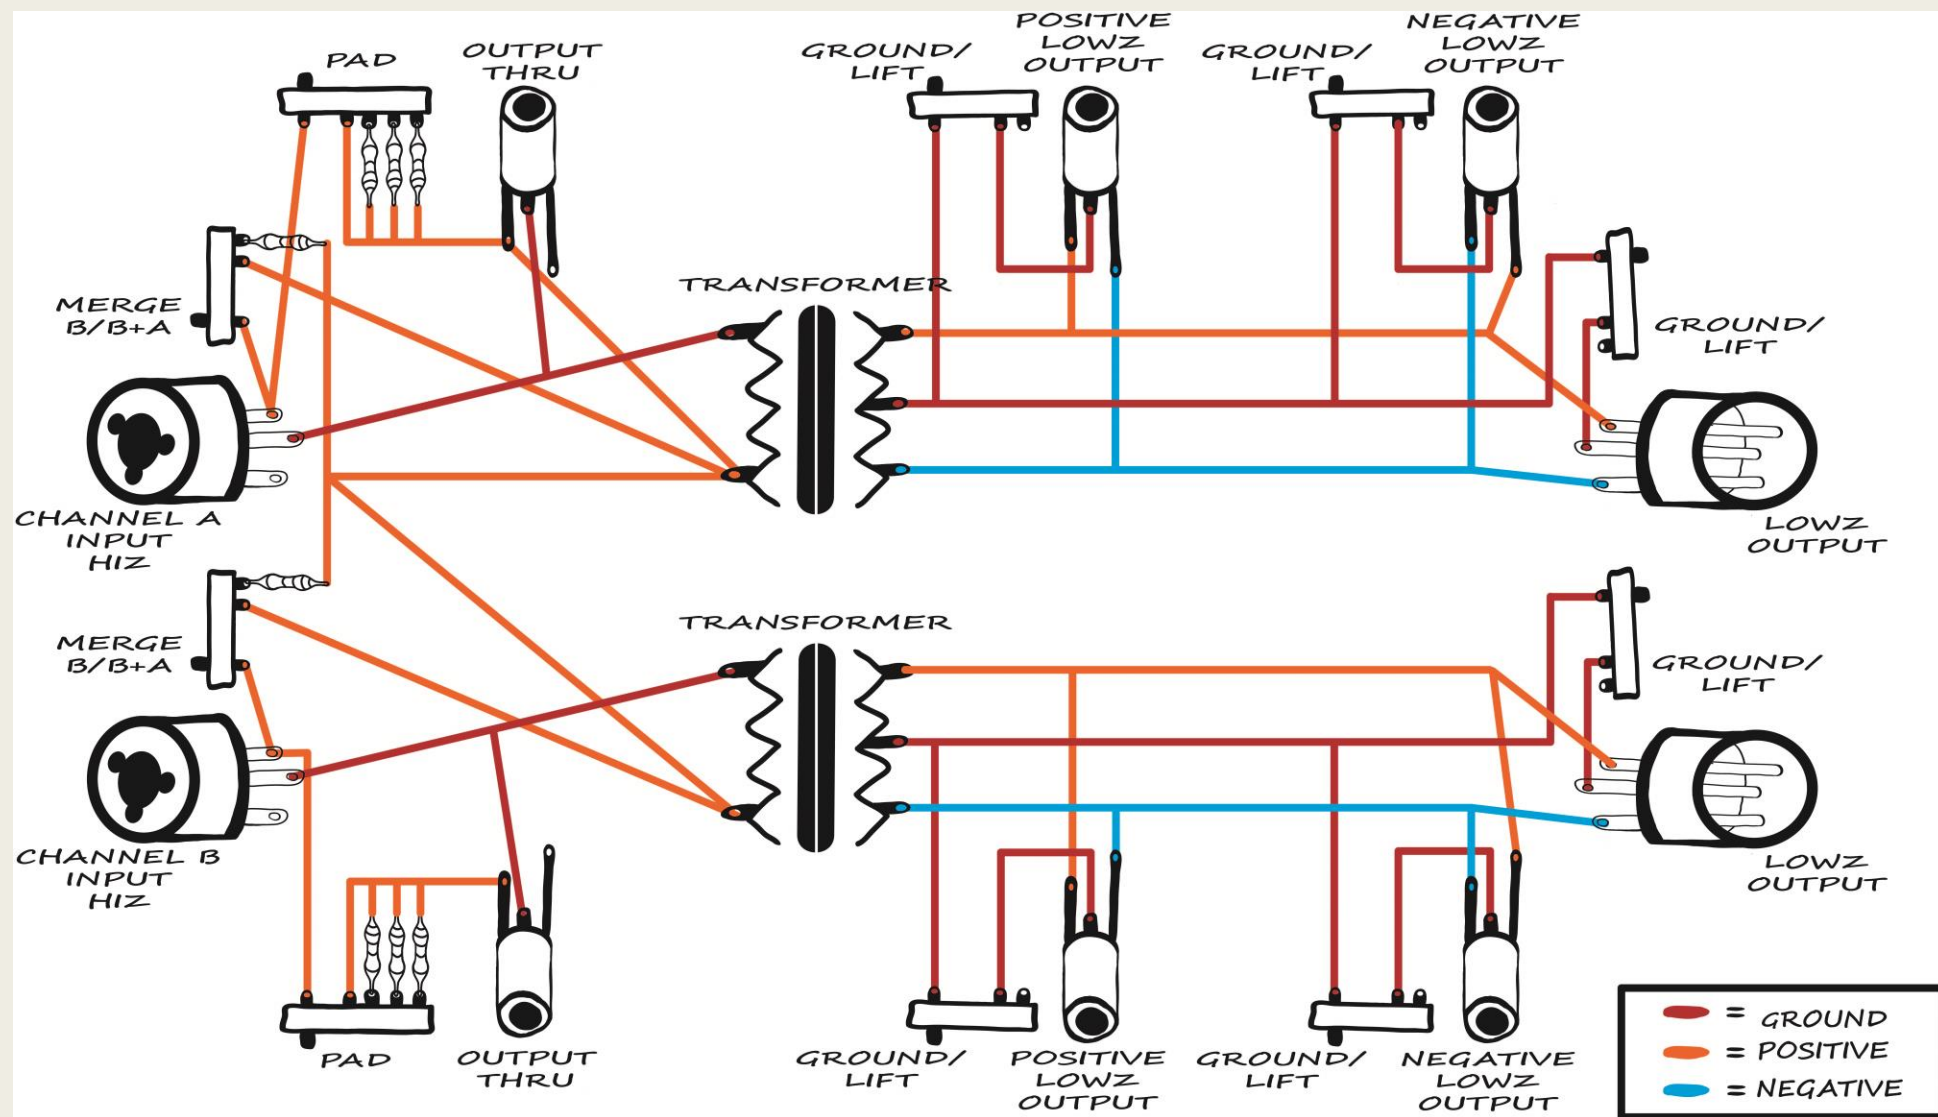 PAD
OUTPUT
THRU
GROUND/
LIFT
POSITIVE
LOWZ
OUTPUT
GROUND/
LIFT
NEGATIVE
LOWZ
OUTPUT
MERGE
B/B+A
TRANSFORMER
GROUND/
LIFT
CHANNEL A
INPUT
HIZ
LOWZ
OUTPUT
MERGE
B/B+A
TRANSFORMER
GROUND/
LIFT
CHANNEL B
INPUT
HIZ
LOWZ
OUTPUT
PAD
OUTPUT
THRU
GROUND/
LIFT
POSITIVE
LOWZ
OUTPUT
GROUND/
LIFT
NEGATIVE
LOWZ
OUTPUT
= GROUND
= POSITIVE
= NEGATIVE